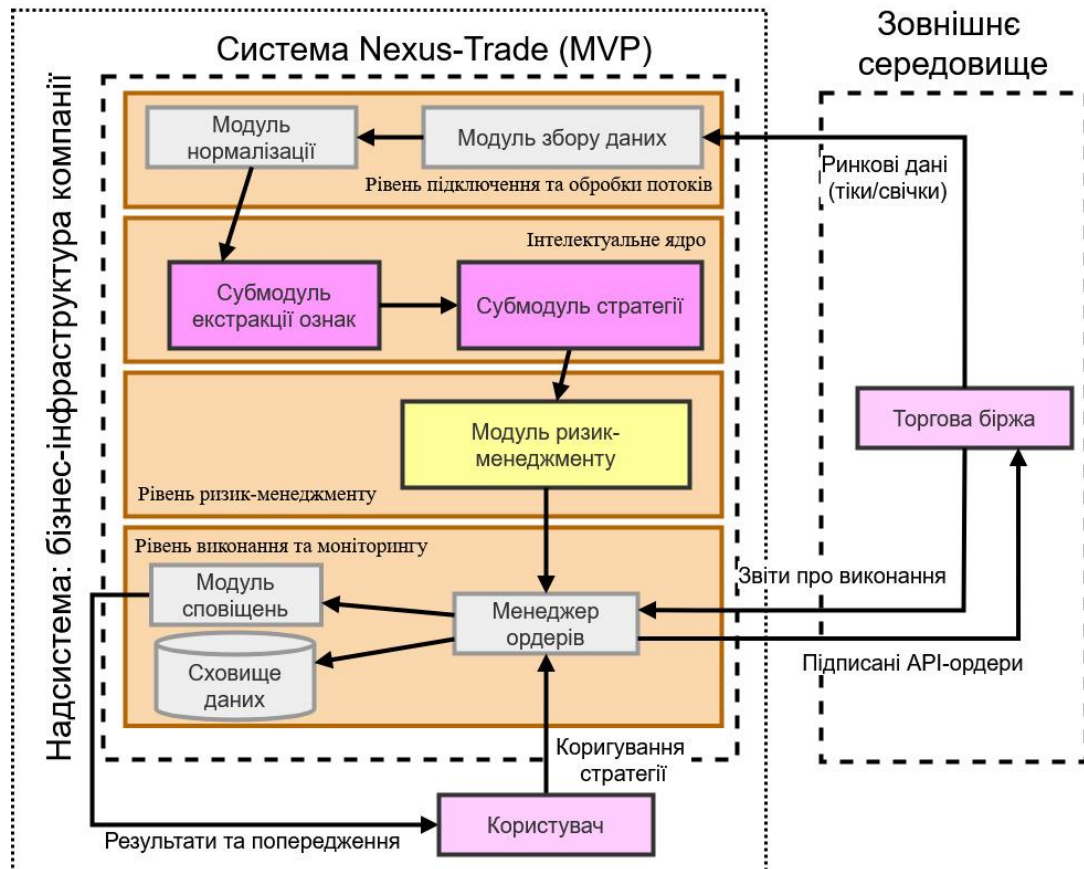 Система Nexus-Trade (MVP)
Зовнішнє
середовище
Надсистема: бізнес-інфраструктура компанії
Модуль
нормалізації
Модуль збору даних
Рівень підключення та обробки потоків
Ринкові дані
(тіки/свічки)
Інтелектуальне ядро
Субмодуль
екстракції ознак
Субмодуль стратегії
Торгова біржа
Модуль ризик-
менеджменту
Рівень ризик-менеджменту
Рівень виконання та моніторингу
Модуль
сповіщень
Менеджер
ордерів
Сховище
даних
Звіти про виконання
Підписані API-ордери
Коригування
стратегії
Результати та попередження
Користувач